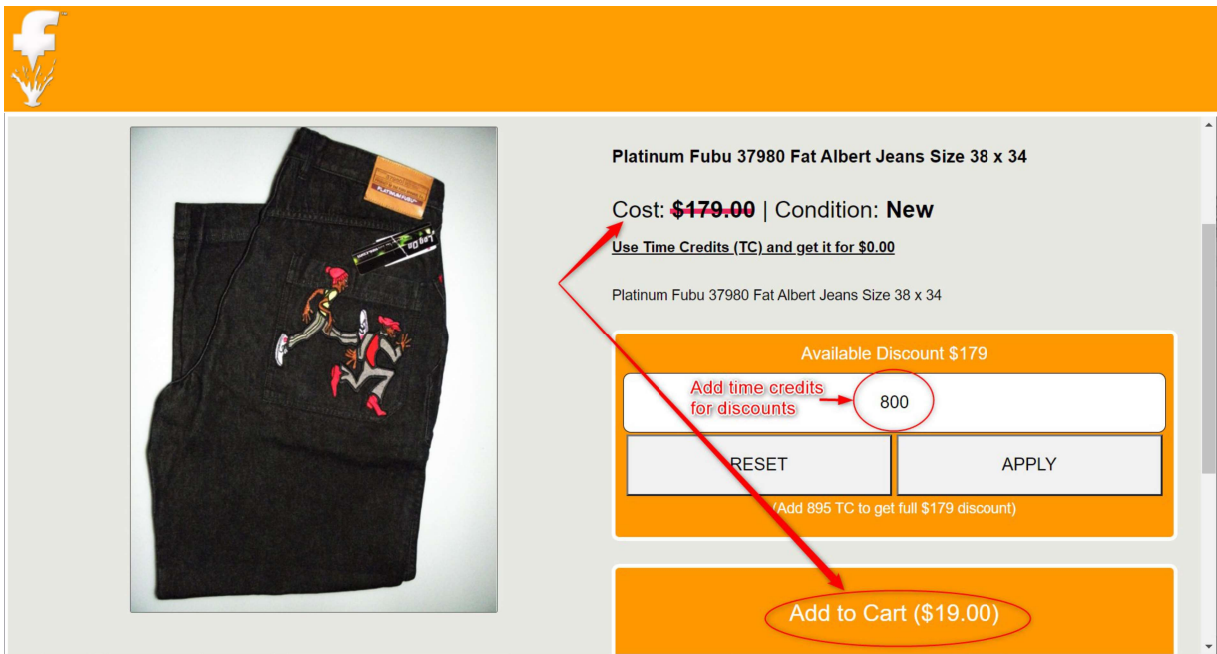 Platinum Fubu 37980 Fat Albert Jeans Size 38 x 34
Cost: $179.00 | Condition: New
Use Time Credits (TC) and get it for $0.00
Platinum Fubu 37980 Fat Albert Jeans Size 38 x 34
Available Discount $179
Add time credits
for discounts
800
RESET APPLY
(Add 895 TC to get full $179 discount)
Add to Cart ($19.00)
PLATINUM FUBU